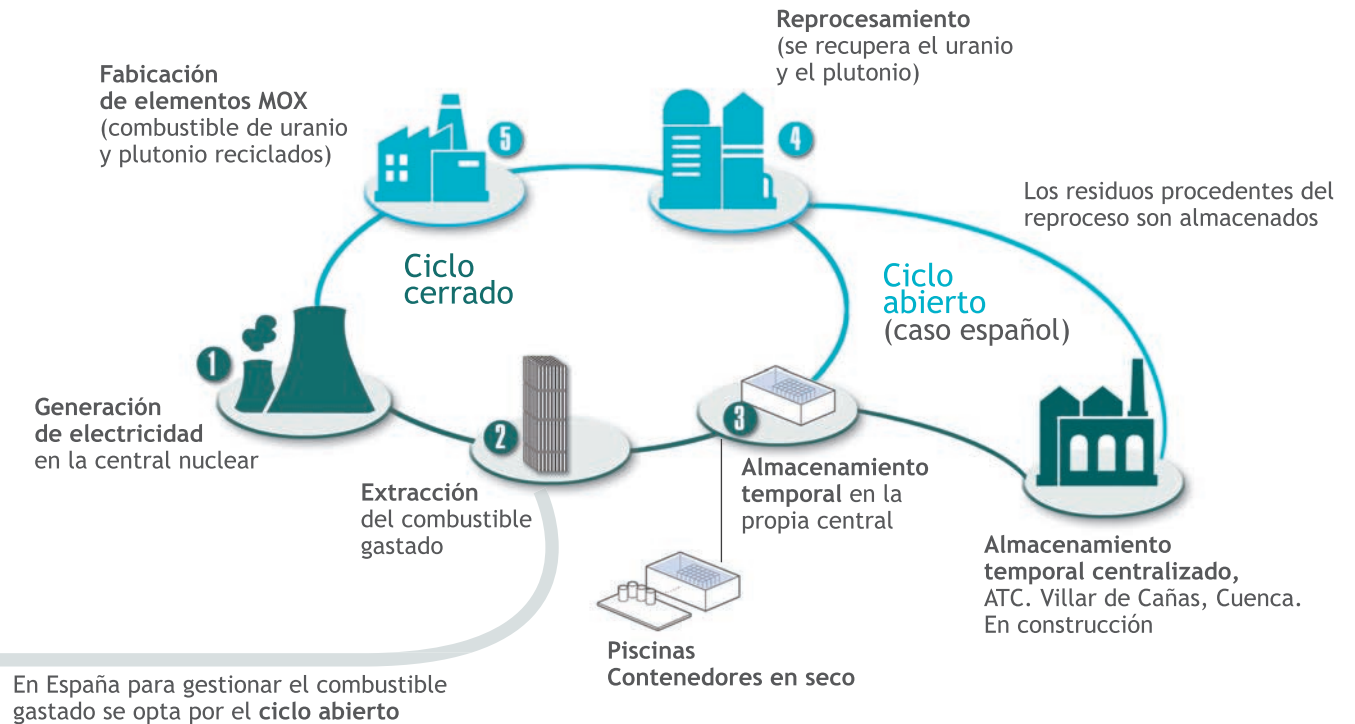 Reprocesamiento
(se recupera el uranio
y el plutonio)
4
Fabicación
de elementos MOX
(combustible de uranio
y plutonio reciclados)
5
Los residuos procedentes del
reproceso son almacenados
Ciclo
cerrado
Ciclo
abierto
(caso español)
1
Generación
de electricidad
en la central nuclear
2
Extracción
del combustible
gastado
3
Almacenamiento
temporal en la
propia central
Almacenamiento
temporal centralizado,
ATC. Villar de Cañas, Cuenca.
En construcción
Piscinas
Contenedores en seco
En España para gestionar el combustible
gastado se opta por el ciclo abierto